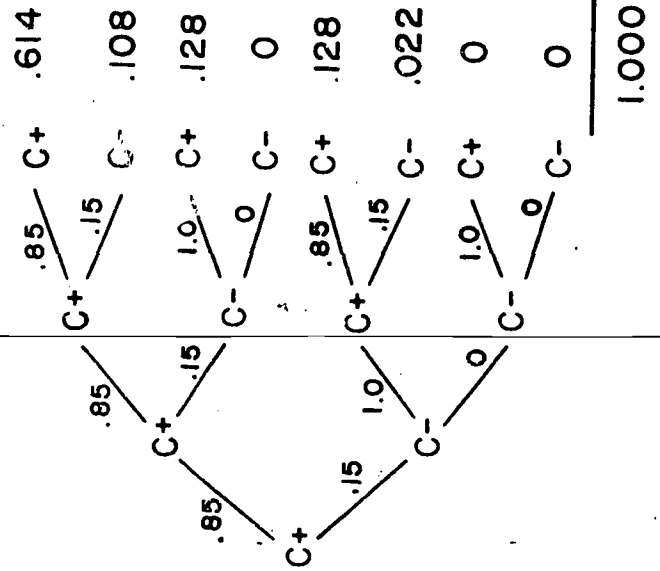 C+ .614
.85
C+
.15
C- .108
.85
C+
.15
C+ .128
1.0
C-
0
C- 0
.85
C+
.15
C+ .128
.85
C+
.15
C- .022
1.0
C-
0
C+ 0
1.0
C-
0
C- 0
1.000